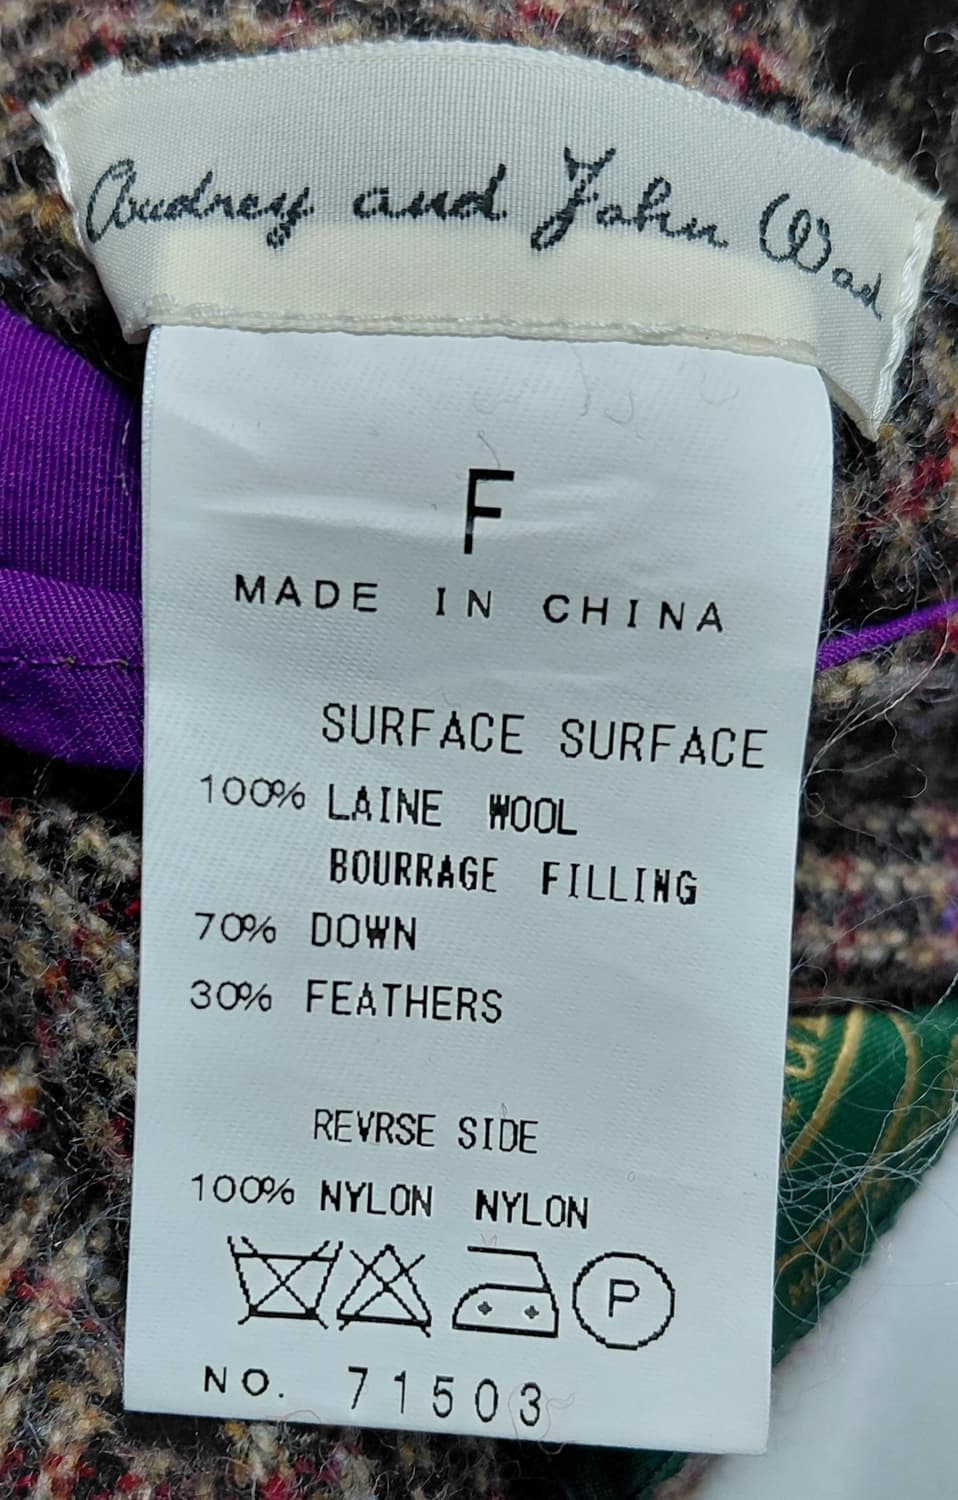 Audrey and John Wad
F
MADE IN CHINA
SURFACE SURFACE
100% LAINE WOOL
BOURRAGE FILLING
70% DOWN
30% FEATHERS
REVRSE SIDE
100% NYLON NYLON
P
NO. 71503